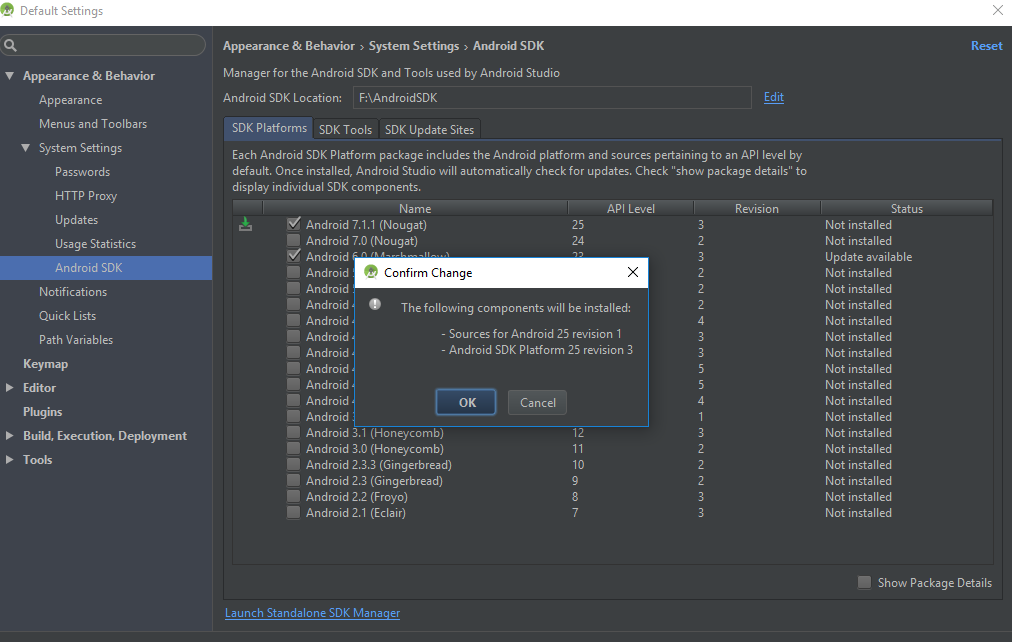 Default Settings
Appearance & Behavior › System Settings › Android SDK
Reset
Appearance & Behavior
Appearance
Menus and Toolbars
System Settings
Passwords
HTTP Proxy
Updates
Usage Statistics
Android SDK
Notifications
Quick Lists
Path Variables
Keymap
Editor
Plugins
Build, Execution, Deployment
Tools
Manager for the Android SDK and Tools used by Android Studio
Android SDK Location: F:\AndroidSDK Edit
SDK Platforms SDK Tools SDK Update Sites
Each Android SDK Platform package includes the Android platform and sources pertaining to an API level by
default. Once installed, Android Studio will automatically check for updates. Check "show package details" to
display individual SDK components.
Name API Level Revision Status
Android 7.1.1 (Nougat) 25 3 Not installed
Android 7.0 (Nougat) 24 2 Not installed
Android 6.0 (Marshmallow) 23 3 Update available
Android 2 Not installed
Android 2 Not installed
Android 4 2 Not installed
Android 4 4 Not installed
Android 4 3 Not installed
Android 4 3 Not installed
Android 4 5 Not installed
Android 4 5 Not installed
Android 4 4 Not installed
Android 3 1 Not installed
Android 3.1 (Honeycomb) 12 3 Not installed
Android 3.0 (Honeycomb) 11 2 Not installed
Android 2.3.3 (Gingerbread) 10 2 Not installed
Android 2.3 (Gingerbread) 9 2 Not installed
Android 2.2 (Froyo) 8 3 Not installed
Android 2.1 (Eclair) 7 3 Not installed
Confirm Change
The following components will be installed:
- Sources for Android 25 revision 1
- Android SDK Platform 25 revision 3
OK Cancel
Show Package Details
Launch Standalone SDK Manager